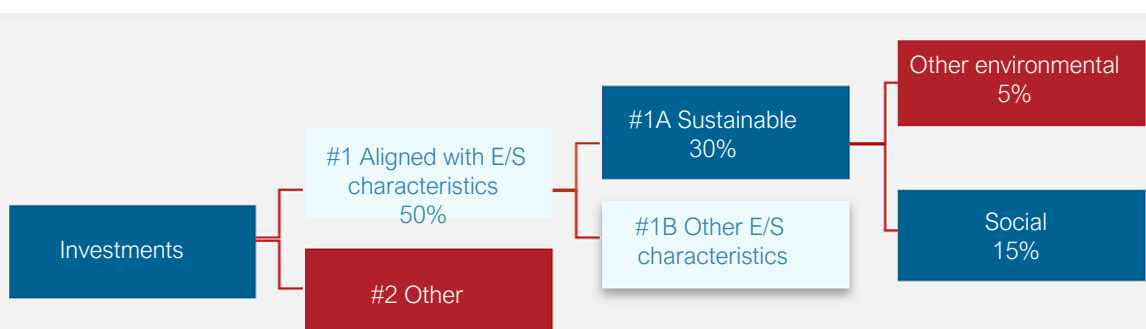 Investments
#1 Aligned with E/S
characteristics
50%
#2 Other
#1A Sustainable
30%
#1B Other E/S
characteristics
Other environmental
5%
Social
15%